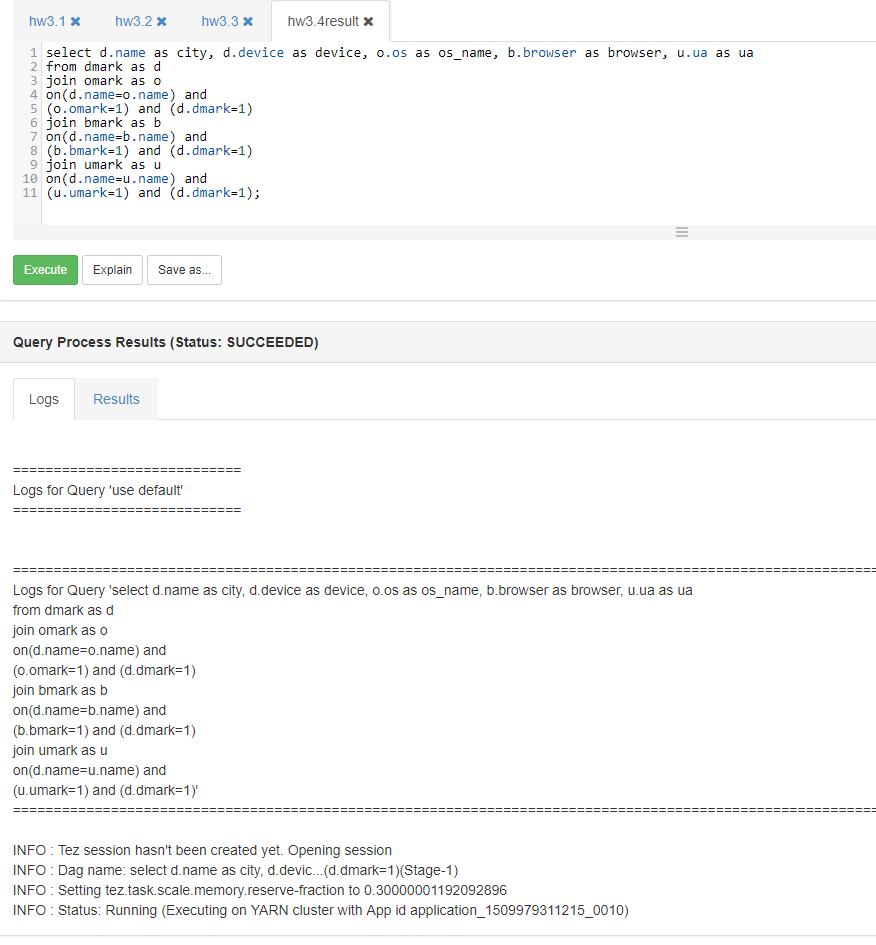 hw3.1 ✖ hw3.2 ✖ hw3.3 ✖ hw3.4result ✖
1 select d.name as city, d.device as device, o.os as os_name, b.browser as browser, u.ua as ua
2 from dmark as d
3 join omark as o
4 on(d.name=o.name) and
5 (o.omark=1) and (d.dmark=1)
6 join bmark as b
7 on(d.name=b.name) and
8 (b.bmark=1) and (d.dmark=1)
9 join umark as u
10 on(d.name=u.name) and
11 (u.umark=1) and (d.dmark=1);
Execute Explain Save as...
Query Process Results (Status: SUCCEEDED)
Logs Results
============================
Logs for Query 'use default'
============================
===========================================================================================================
Logs for Query 'select d.name as city, d.device as device, o.os as os_name, b.browser as browser, u.ua as ua
from dmark as d
join omark as o
on(d.name=o.name) and
(o.omark=1) and (d.dmark=1)
join bmark as b
on(d.name=b.name) and
(b.bmark=1) and (d.dmark=1)
join umark as u
on(d.name=u.name) and
(u.umark=1) and (d.dmark=1)'
===========================================================================================================
INFO : Tez session hasn't been created yet. Opening session
INFO : Dag name: select d.name as city, d.devic...(d.dmark=1)(Stage-1)
INFO : Setting tez.task.scale.memory.reserve-fraction to 0.30000001192092896
INFO : Status: Running (Executing on YARN cluster with App id application_1509979311215_0010)